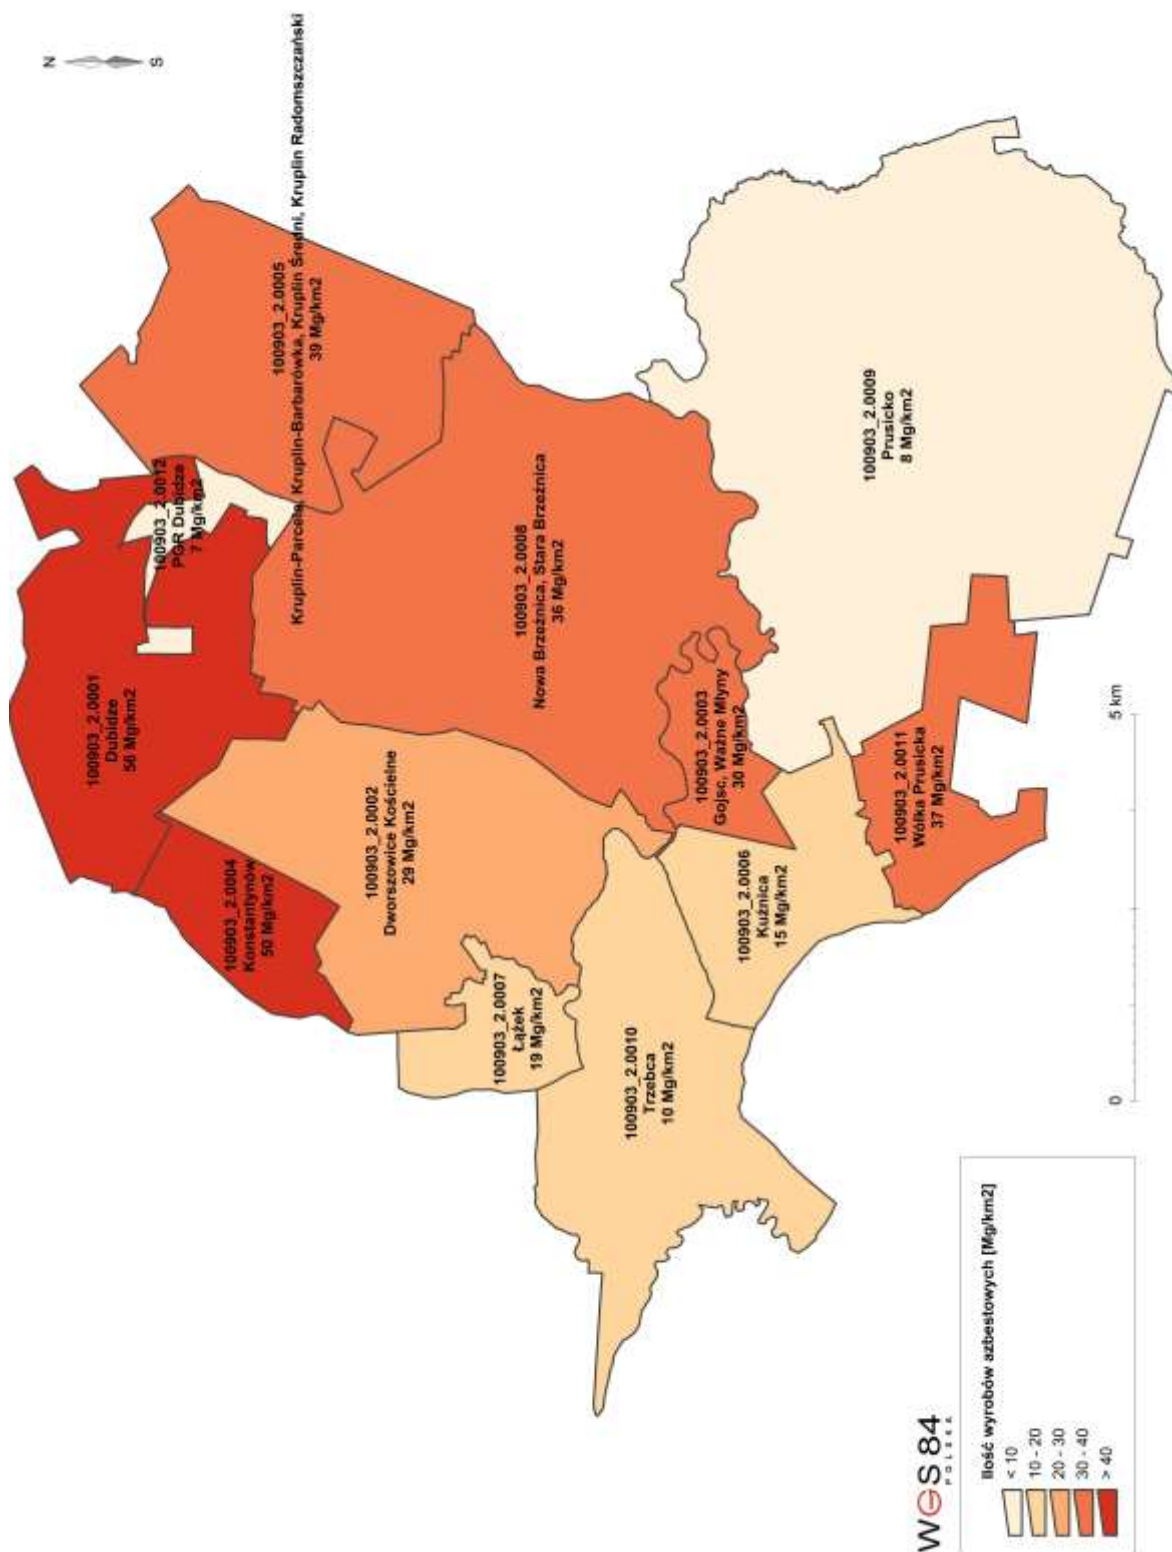 N
S
100903_2.0001
Dubidze
56 Mg/km2
100903_2.0012
PGR Dubidze
7 Mg/km2
100903_2.0005
Kruplin-Parcela, Kruplin-Barbarówka, Kruplin Średni, Kruplin Radomszczański
39 Mg/km2
100903_2.0004
Konstantynów
50 Mg/km2
100903_2.0002
Dworszowice Kościelne
29 Mg/km2
100903_2.0008
Nowa Brzeźnica, Stara Brzeźnica
36 Mg/km2
100903_2.0007
Łążek
19 Mg/km2
100903_2.0010
Trzebca
10 Mg/km2
100903_2.0003
Gojsc, Ważne Młyny
30 Mg/km2
100903_2.0006
Kuźnica
15 Mg/km2
100903_2.0009
Prusicko
8 Mg/km2
100903_2.0011
Wólka Prusicka
37 Mg/km2
0 5 km
WGS 84
POLSKA
Ilość wyrobów azbestowych [Mg/km2]
< 10
10 - 20
20 - 30
30 - 40
> 40